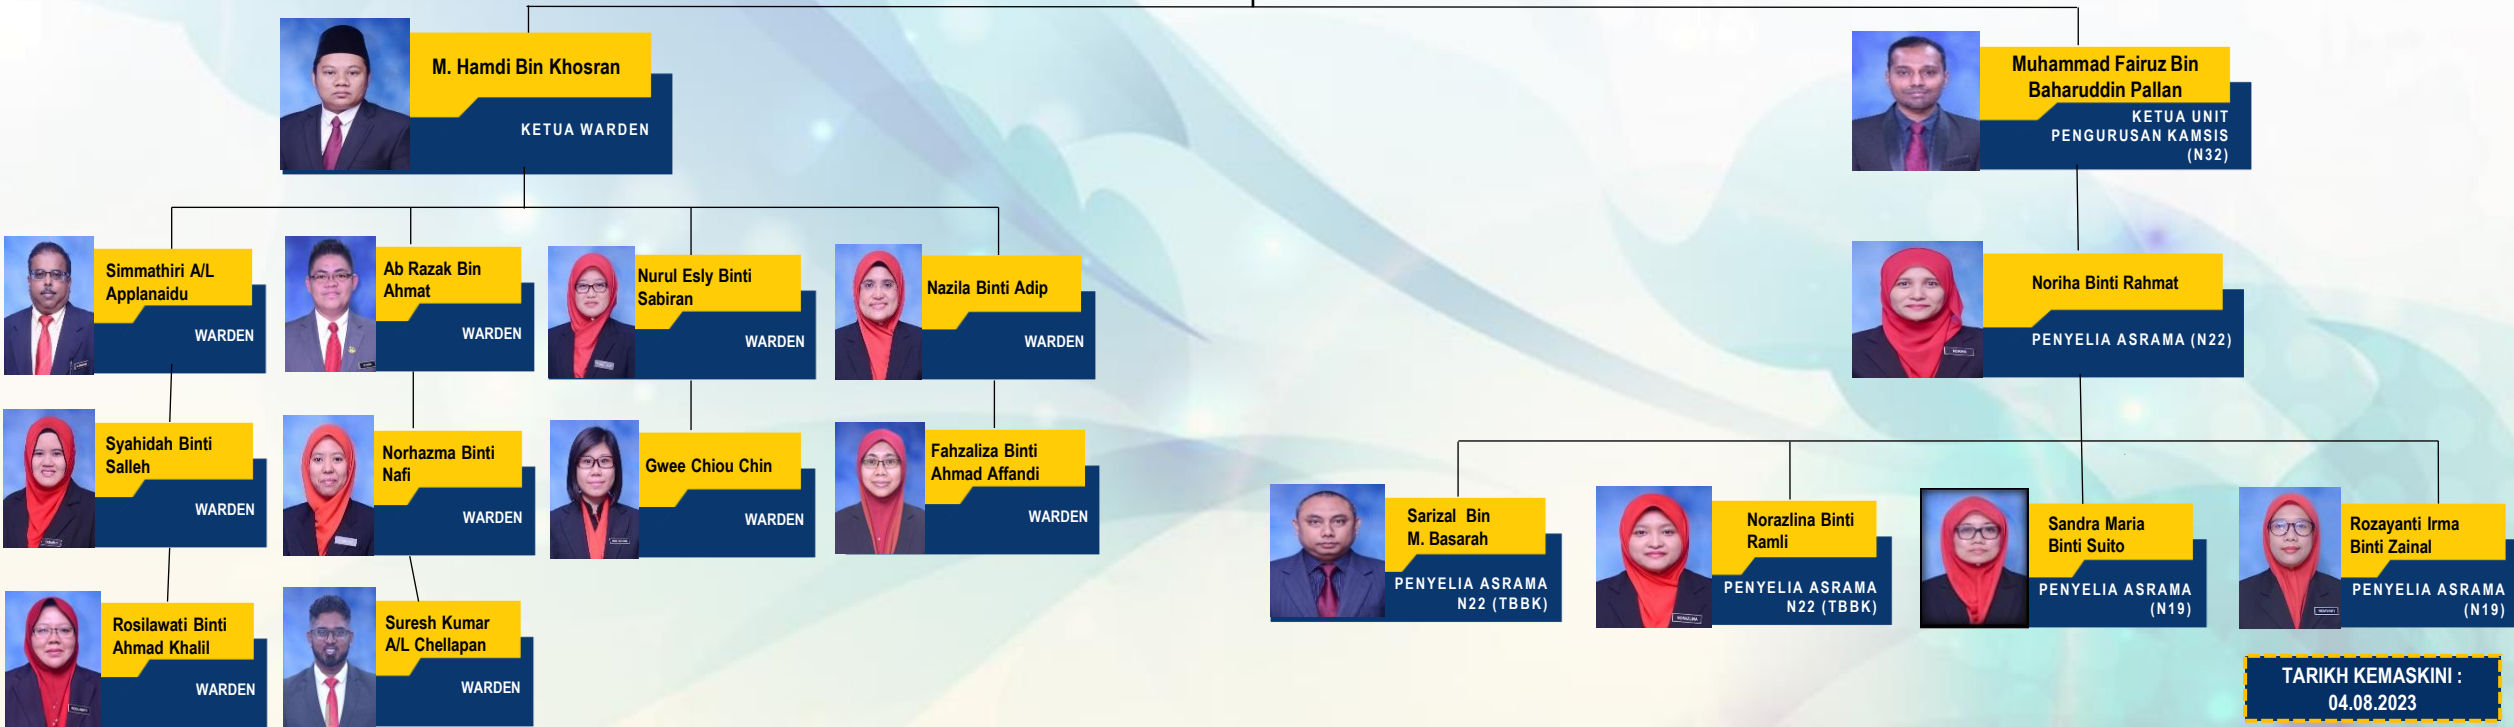 M. Hamdi Bin Khosran
KETUA WARDEN
Muhammad Fairuz Bin
Baharuddin Pallan
KETUA UNIT
PENGURUSAN KAMSIS
(N32)
Simmathiri A/L
Applanaidu
WARDEN
Ab Razak Bin
Ahmat
WARDEN
Nurul Esly Binti
Sabiran
WARDEN
Nazila Binti Adip
WARDEN
Noriha Binti Rahmat
PENYELIA ASRAMA (N22)
Syahidah Binti
Salleh
WARDEN
Norhazma Binti
Nafi
WARDEN
Gwee Chiou Chin
WARDEN
Fahzaliza Binti
Ahmad Affandi
WARDEN
Sarizal Bin
M. Basarah
PENYELIA ASRAMA
N22 (TBBK)
Norazlina Binti
Ramli
PENYELIA ASRAMA
N22 (TBBK)
Sandra Maria
Binti Suito
PENYELIA ASRAMA
(N19)
Rozayanti Irma
Binti Zainal
PENYELIA ASRAMA
(N19)
Rosilawati Binti
Ahmad Khalil
WARDEN
Suresh Kumar
A/L Chellapan
WARDEN
TARIKH KEMASKINI :
04.08.2023